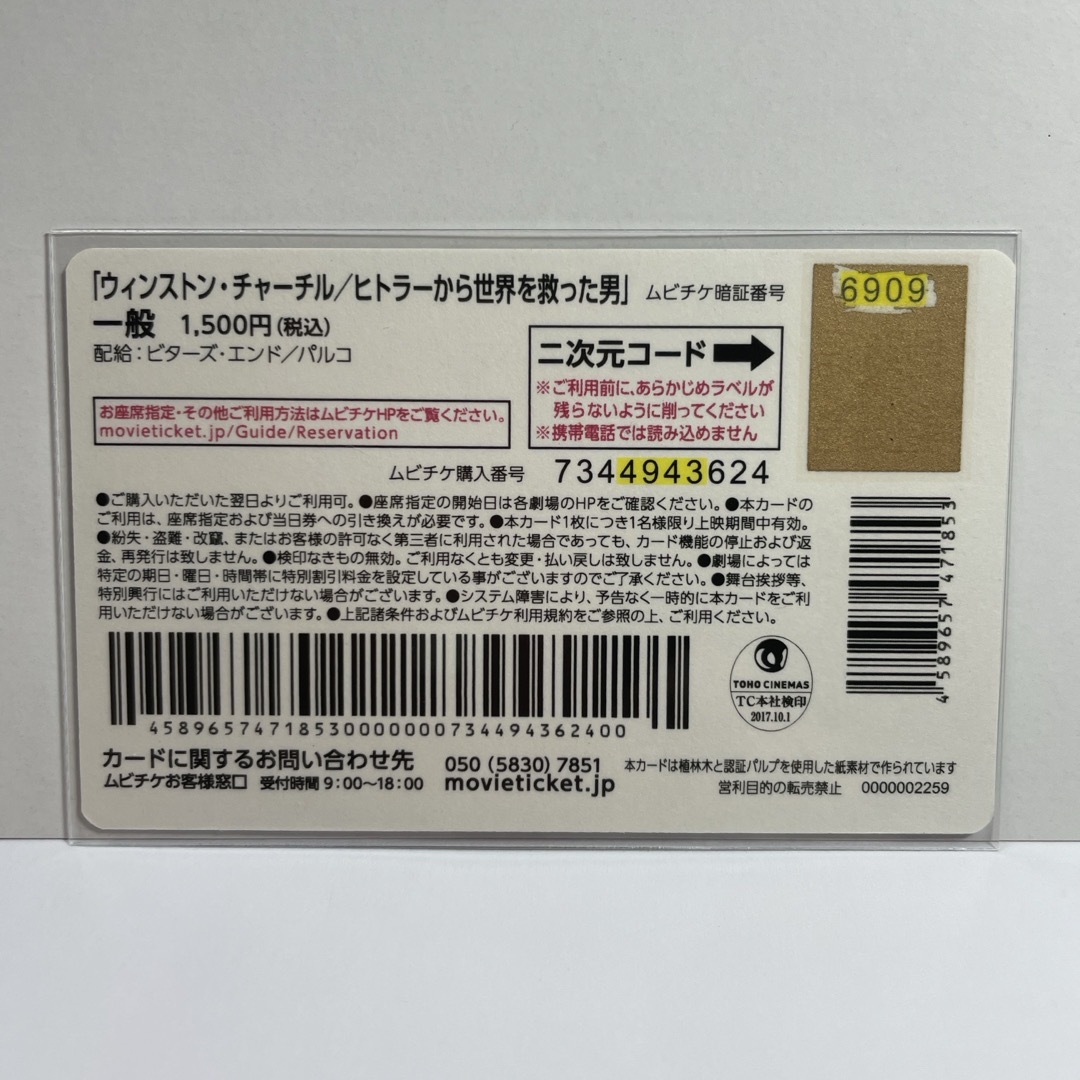 「ウィンストン・チャーチル／ヒトラーから世界を救った男」
ムビチケ暗証番号
6909
一般 1,500円(税込)
配給：ビターズ・エンド／パルコ
二次元コード
※ご利用前に、あらかじめラベルが
残らないように削ってください
※携帯電話では読み込めません
お座席指定・その他ご利用方法はムビチケHPをご覧ください。
movieticket.jp/Guide/Reservation
ムビチケ購入番号 7344943624
●ご購入いただいた翌日よりご利用可。●座席指定の開始日は各劇場のHPをご確認ください。●本カードの
ご利用は、座席指定および当日券への引き換えが必要です。●本カード1枚につき1名様限り上映期間中有効。
●紛失・盗難・改竄、またはお客様の許可なく第三者に利用された場合であっても、カード機能の停止および返
金、再発行は致しません。●検印なきもの無効。ご利用なくとも変更・払い戻しは致しません。●劇場によっては
特定の期日・曜日・時間帯に特別割引料金を設定している事がございますのでご了承ください。●舞台挨拶等、
特別興行にはご利用いただけない場合がございます。●システム障害により、予告なく一時的に本カードをご利
用いただけない場合がございます。●上記諸条件およびムビチケ利用規約をご参照の上、ご利用ください。
4589657471853
45896574718530000000734494362400
TOHO CINEMAS
TC本社検印
2017.10.1
カードに関するお問い合わせ先 050 (5830) 7851
ムビチケお客様窓口 受付時間 9:00〜18:00 movieticket.jp
本カードは植林木と認証パルプを使用した紙素材で作られています
営利目的の転売禁止 0000002259